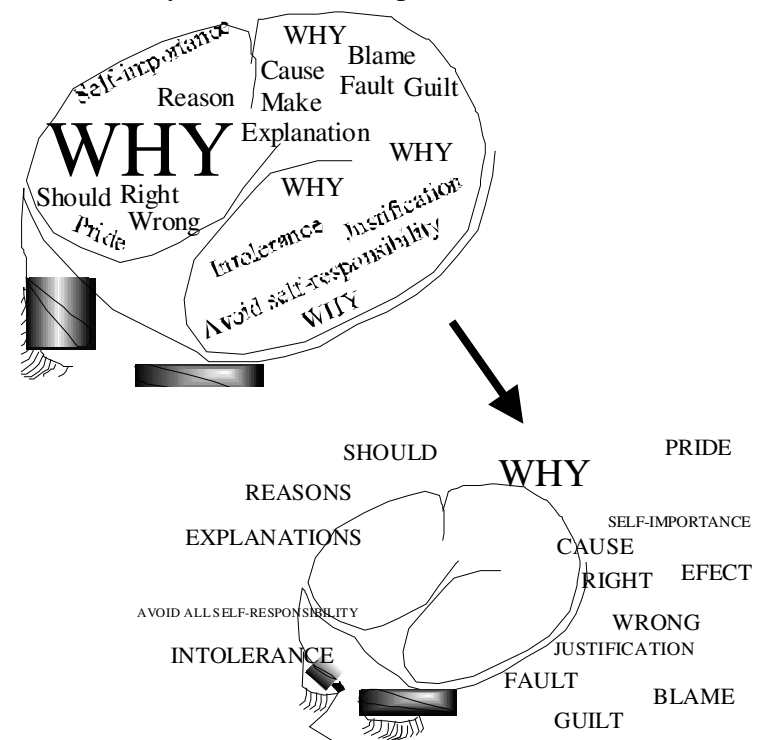 Self-importance
WHY
Blame
Cause
Fault Guilt
Reason
Make
WHY
Explanation
WHY
WHY
Should Right
Wrong
Pride
Justification
Intolerance
Avoid self-responsibility
WHY
SHOULD
PRIDE
WHY
REASONS
SELF-IMPORTANCE
EXPLANATIONS
CAUSE
RIGHT
EFECT
AVOID ALL SELF-RESPONSIBILITY
WRONG
INTOLERANCE
JUSTIFICATION
FAULT
BLAME
GUILT